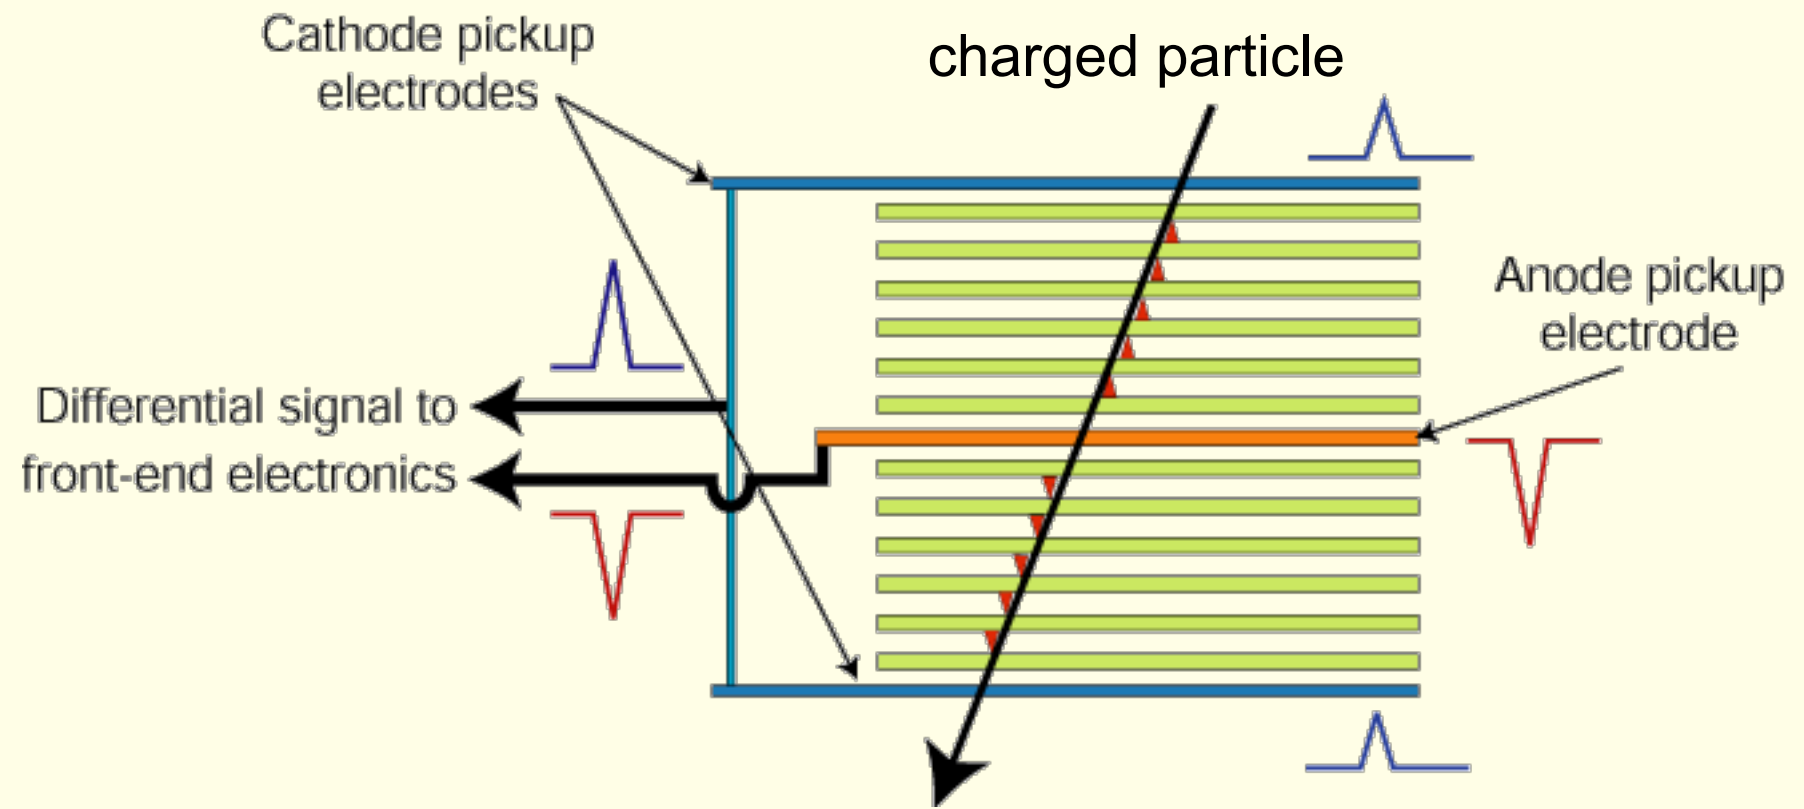 Cathode pickup
electrodes
charged particle
Anode pickup
electrode
Differential signal to
front-end electronics